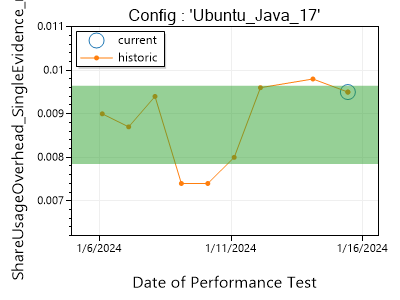 Config : 'Ubuntu_Java_17'
current
historic
0.011
0.01
0.009
0.008
0.007
ShareUsageOverhead_SingleEvidence_
1/6/2024
1/11/2024
1/16/2024
Date of Performance Test